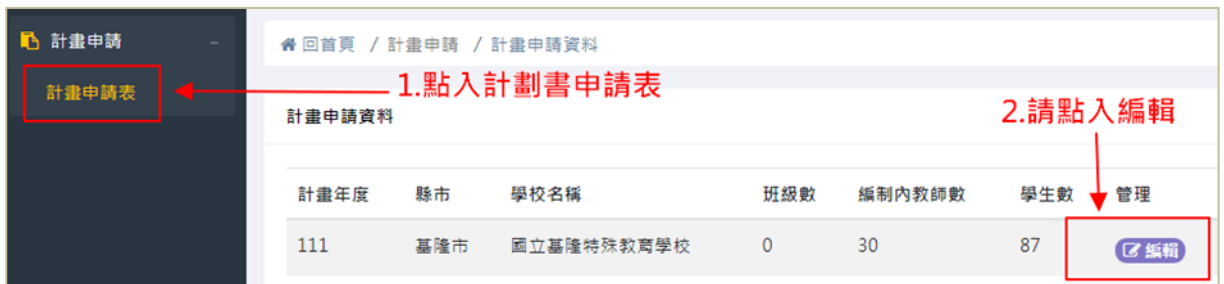 計畫申請 -
回首頁 / 計畫申請 / 計畫申請資料
計畫申請表
1.點入計劃書申請表
計畫申請資料
2.請點入編輯
計畫年度 縣市 學校名稱 班級數 編制內教師數 學生數 管理
111 基隆市 國立基隆特殊教育學校 0 30 87 編輯